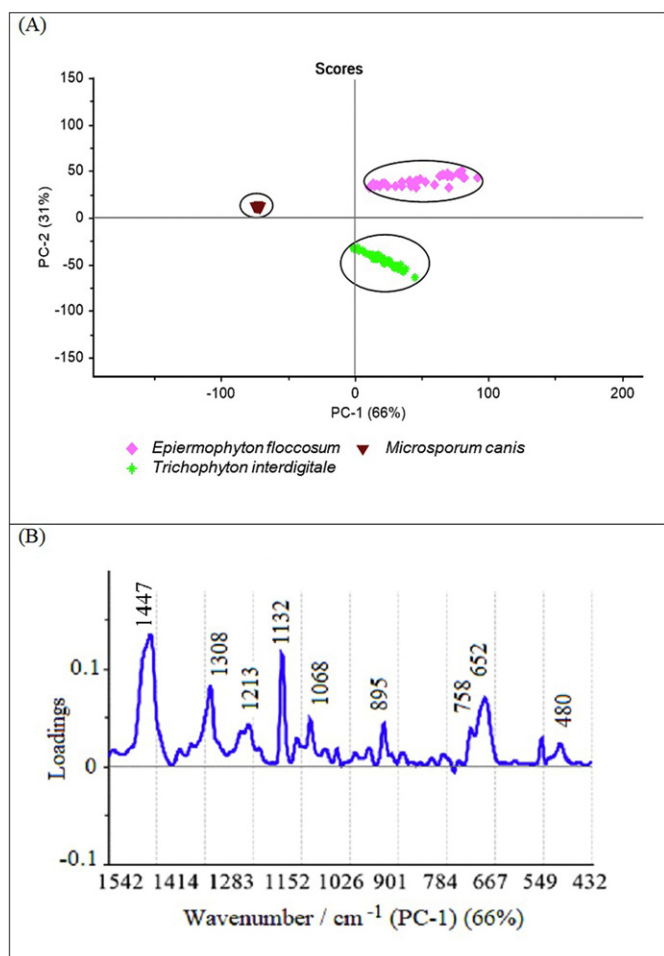 (A)
Scores
150
100
50
0
-50
-100
-150
PC-2 (31%)
-100 0 100 200
PC-1 (66%)
Epiermophyton floccosum Microsporum canis
Trichophyton interdigitale
(B)
1447
1308
1213
1132
1068
895
758
652
480
0.1
0
-0.1
Loadings
1542 1414 1283 1152 1026 901 784 667 549 432
Wavenumber / cm⁻¹ (PC-1) (66%)